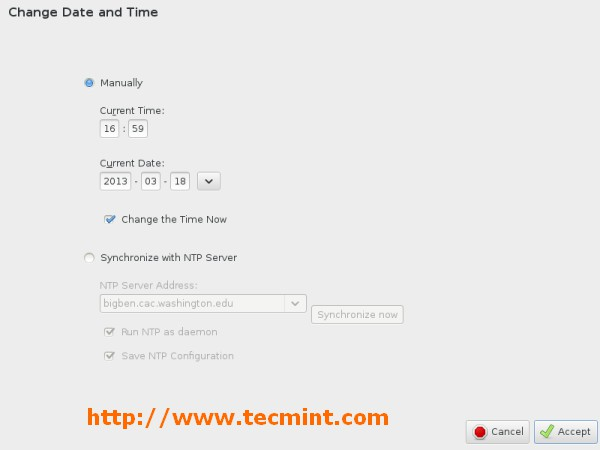 Change Date and Time
Manually
Current Time:
16 : 59
Current Date:
2013 - 03 - 18
Change the Time Now
Synchronize with NTP Server
NTP Server Address:
bigben.cac.washington.edu
Synchronize now
Run NTP as daemon
Save NTP Configuration
http://www.tecmint.com
Cancel
Accept